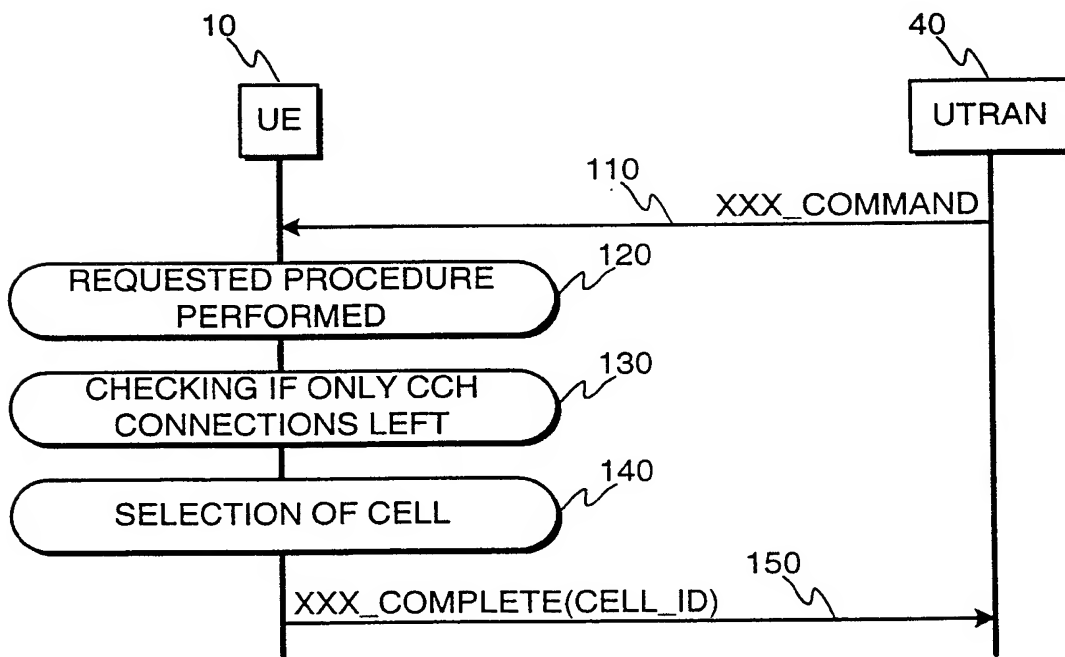 10
40
UE
UTRAN
110
XXX_COMMAND
120
REQUESTED PROCEDURE
PERFORMED
130
CHECKING IF ONLY CCH
CONNECTIONS LEFT
140
SELECTION OF CELL
150
XXX_COMPLETE(CELL_ID)